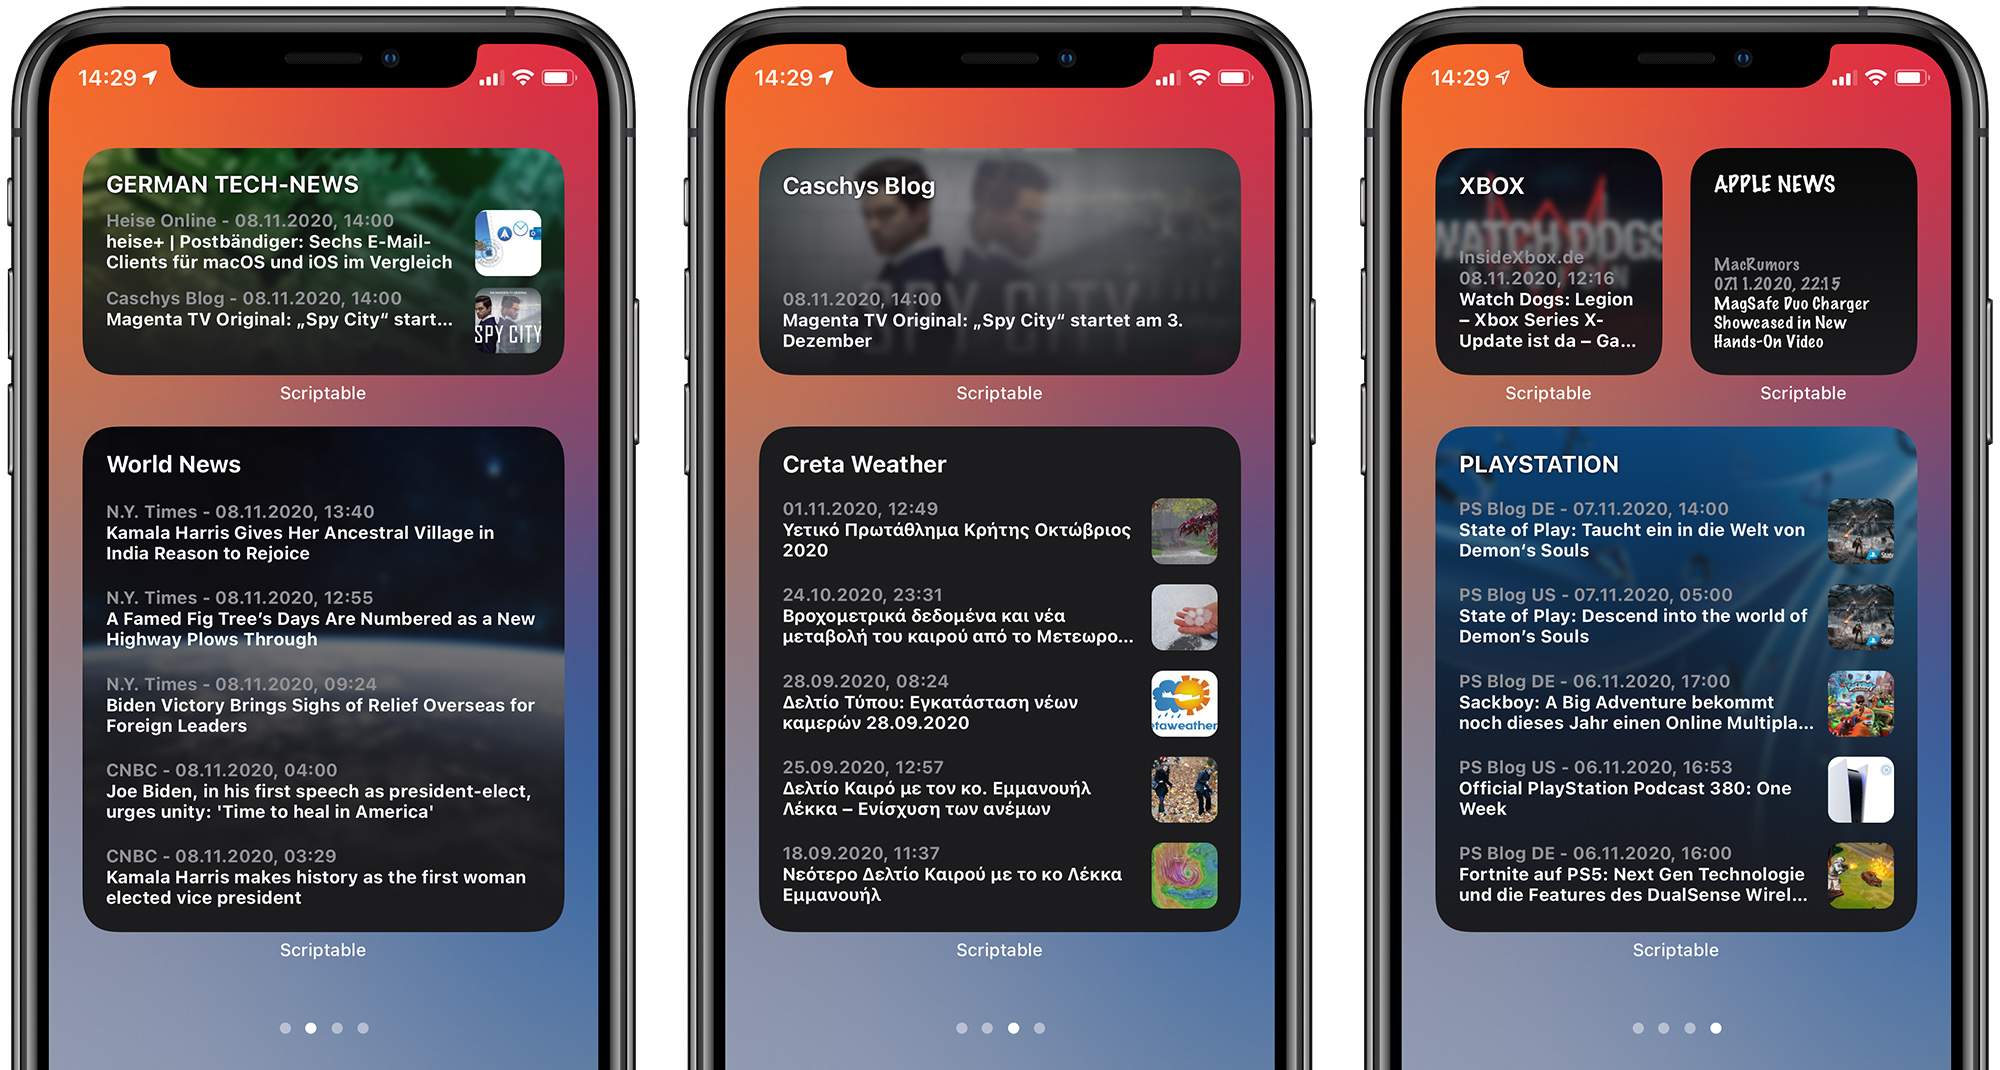 14:29
GERMAN TECH-NEWS
Heise Online - 08.11.2020, 14:00
heise+ | Postbändiger: Sechs E-Mail-
Clients für macOS und iOS im Vergleich
Caschys Blog - 08.11.2020, 14:00
Magenta TV Original: „Spy City“ start...
SPY CITY
Scriptable
World News
N.Y. Times - 08.11.2020, 13:40
Kamala Harris Gives Her Ancestral Village in
India Reason to Rejoice
N.Y. Times - 08.11.2020, 12:55
A Famed Fig Tree’s Days Are Numbered as a New
Highway Plows Through
N.Y. Times - 08.11.2020, 09:24
Biden Victory Brings Sighs of Relief Overseas for
Foreign Leaders
CNBC - 08.11.2020, 04:00
Joe Biden, in his first speech as president-elect,
urges unity: 'Time to heal in America'
CNBC - 08.11.2020, 03:29
Kamala Harris makes history as the first woman
elected vice president
Scriptable
14:29
Caschys Blog
SPY CITY
08.11.2020, 14:00
Magenta TV Original: „Spy City“ startet am 3.
Dezember
Scriptable
Creta Weather
01.11.2020, 12:49
Υετικό Πρωτάθλημα Κρήτης Οκτώβριος
2020
24.10.2020, 23:31
Βροχομετρικά δεδομένα και νέα
μεταβολή του καιρού από το Μετεωρο...
28.09.2020, 08:24
Δελτίο Τύπου: Εγκατάσταση νέων
καμερών 28.09.2020
etaweather
25.09.2020, 12:57
Δελτίο Καιρό με τον κο. Εμμανουήλ
Λέκκα – Ενίσχυση των ανέμων
18.09.2020, 11:37
Νεότερο Δελτίο Καιρού με το κο Λέκκα
Εμμανουήλ
Scriptable
14:29
XBOX
WATCH DOGS
InsideXbox.de
08.11.2020, 12:16
Watch Dogs: Legion
– Xbox Series X-
Update ist da – Ga...
Scriptable
APPLE NEWS
MacRumors
07.11.2020, 22:15
MagSafe Duo Charger
Showcased in New
Hands-On Video
Scriptable
PLAYSTATION
PS Blog DE - 07.11.2020, 14:00
State of Play: Taucht ein in die Welt von
Demon’s Souls
State
PS Blog US - 07.11.2020, 05:00
State of Play: Descend into the world of
Demon’s Souls
State
PS Blog DE - 06.11.2020, 17:00
Sackboy: A Big Adventure bekommt
noch dieses Jahr einen Online Multipla...
PS Blog US - 06.11.2020, 16:53
Official PlayStation Podcast 380: One
Week
PS Blog DE - 06.11.2020, 16:00
Fortnite auf PS5: Next Gen Technologie
und die Features des DualSense Wirel...
Scriptable